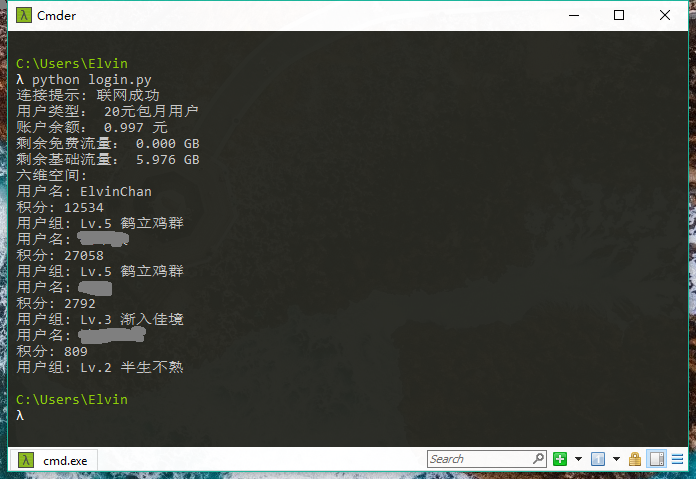 Cmder
C:\Users\Elvin
λ python login.py
连接提示: 联网成功
用户类型: 20元包月用户
账户余额: 0.997 元
剩余免费流量: 0.000 GB
剩余基础流量: 5.976 GB
六维空间:
用户名: ElvinChan
积分: 12534
用户组: Lv.5 鹤立鸡群
用户名:
积分: 27058
用户组: Lv.5 鹤立鸡群
用户名:
积分: 2792
用户组: Lv.3 渐入佳境
用户名:
积分: 809
用户组: Lv.2 半生不熟
C:\Users\Elvin
λ
λ cmd.exe
Search